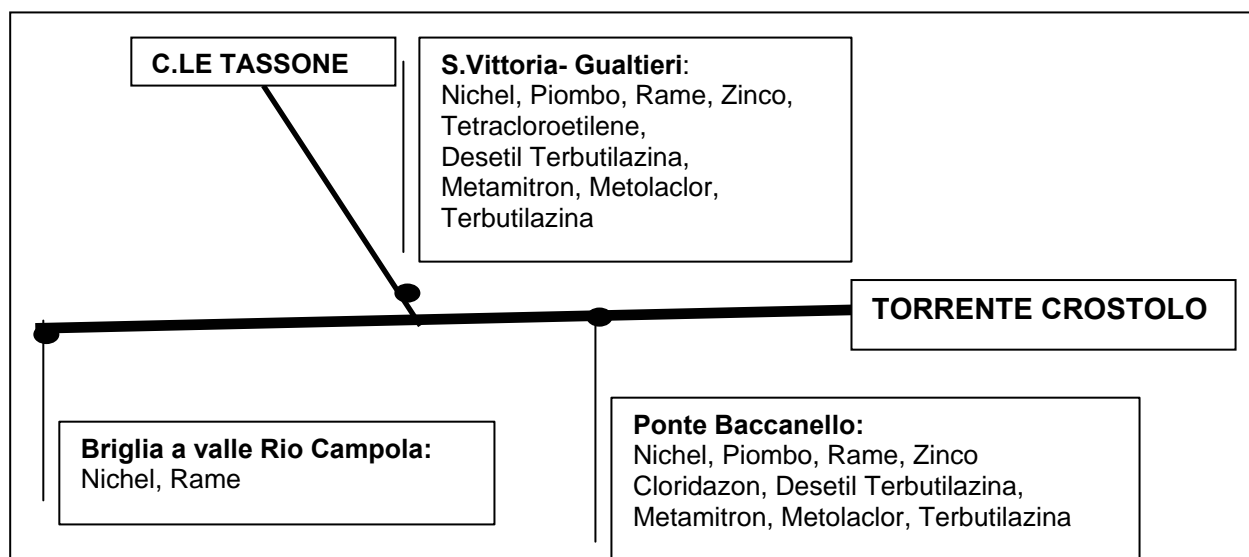 C.LE TASSONE
S.Vittoria- Gualtieri:
Nichel, Piombo, Rame, Zinco,
Tetracloroetilene,
Desetil Terbutilazina,
Metamitron, Metolaclor,
Terbutilazina
TORRENTE CROSTOLO
Briglia a valle Rio Campola:
Nichel, Rame
Ponte Baccanello:
Nichel, Piombo, Rame, Zinco
Cloridazon, Desetil Terbutilazina,
Metamitron, Metolaclor, Terbutilazina